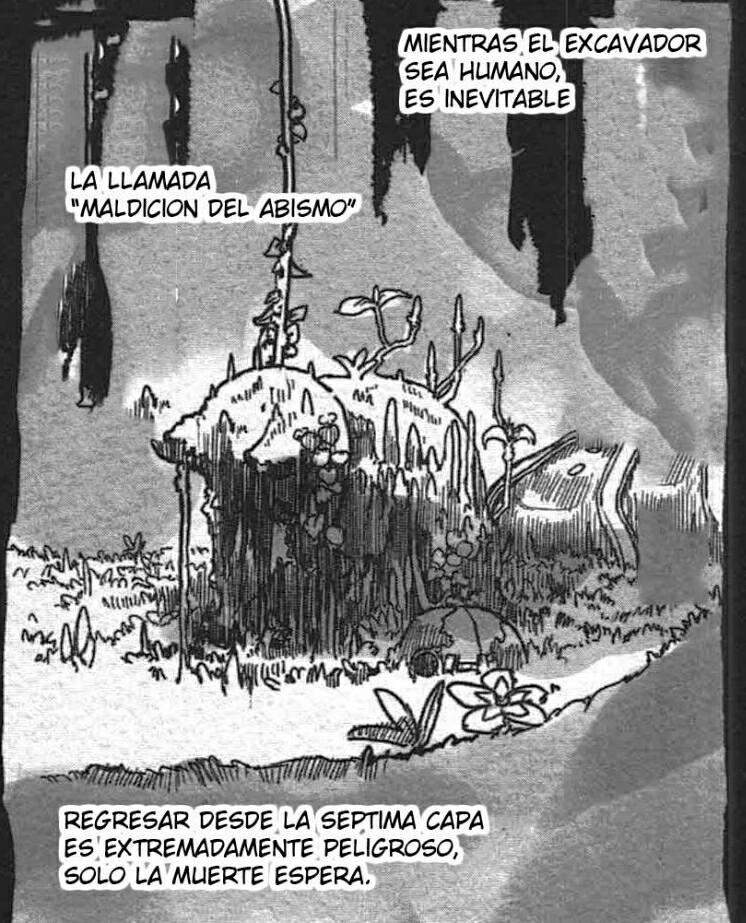 MIENTRAS EL EXCAVADOR
SEA HUMANO,
ES INEVITABLE
LA LLAMADA
"MALDICION DEL ABISMO"
REGRESAR DESDE LA SEPTIMA CAPA
ES EXTREMADAMENTE PELIGROSO,
SOLO LA MUERTE ESPERA.